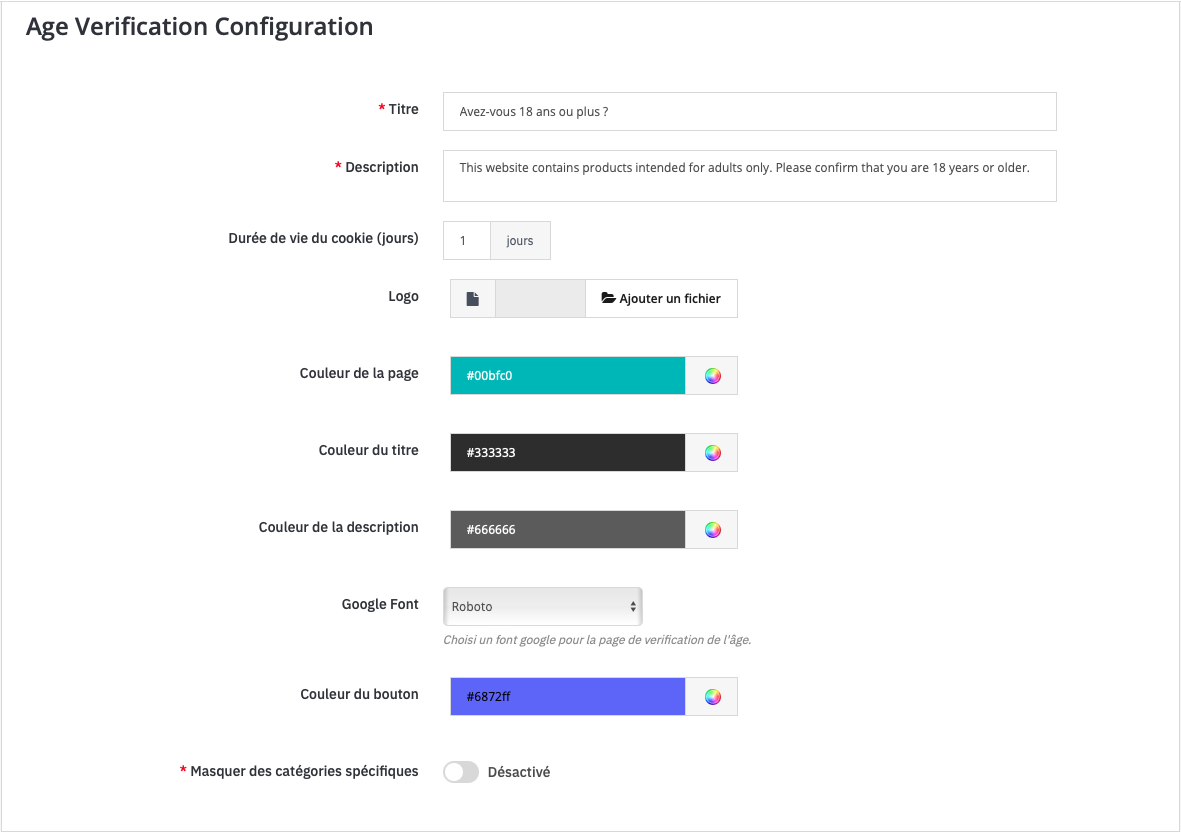 Age Verification Configuration
* Titre
Avez-vous 18 ans ou plus ?
* Description
This website contains products intended for adults only. Please confirm that you are 18 years or older.
Durée de vie du cookie (jours)
1 jours
Logo
Ajouter un fichier
Couleur de la page
#00bfc0
Couleur du titre
#333333
Couleur de la description
#666666
Google Font
Roboto
Choisi un font google pour la page de verification de l'âge.
Couleur du bouton
#6872ff
* Masquer des catégories spécifiques
Désactivé